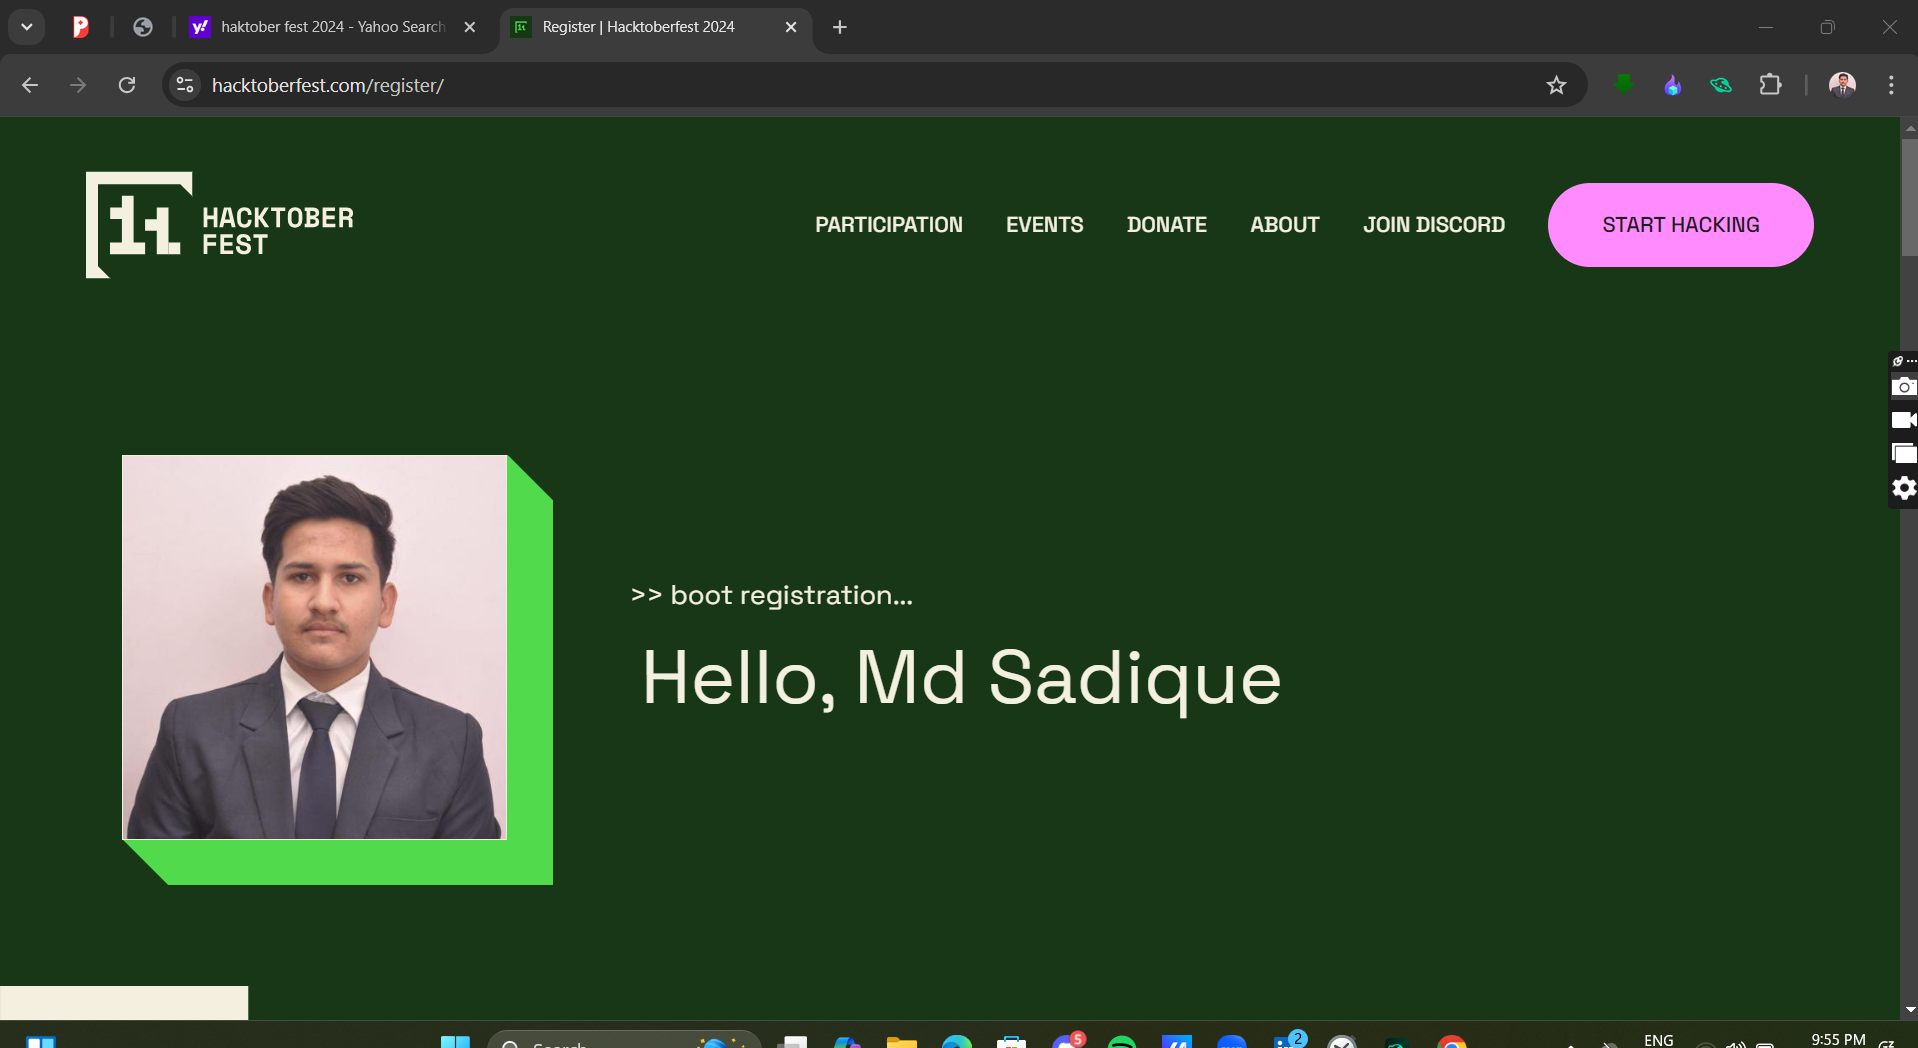 haktober fest 2024 - Yahoo Search
Register | Hacktoberfest 2024
hacktoberfest.com/register/
HACKTOBER
FEST
PARTICIPATION
EVENTS
DONATE
ABOUT
JOIN DISCORD
START HACKING
>> boot registration...
Hello, Md Sadique
Search
5
2
ENG
9:55 PM